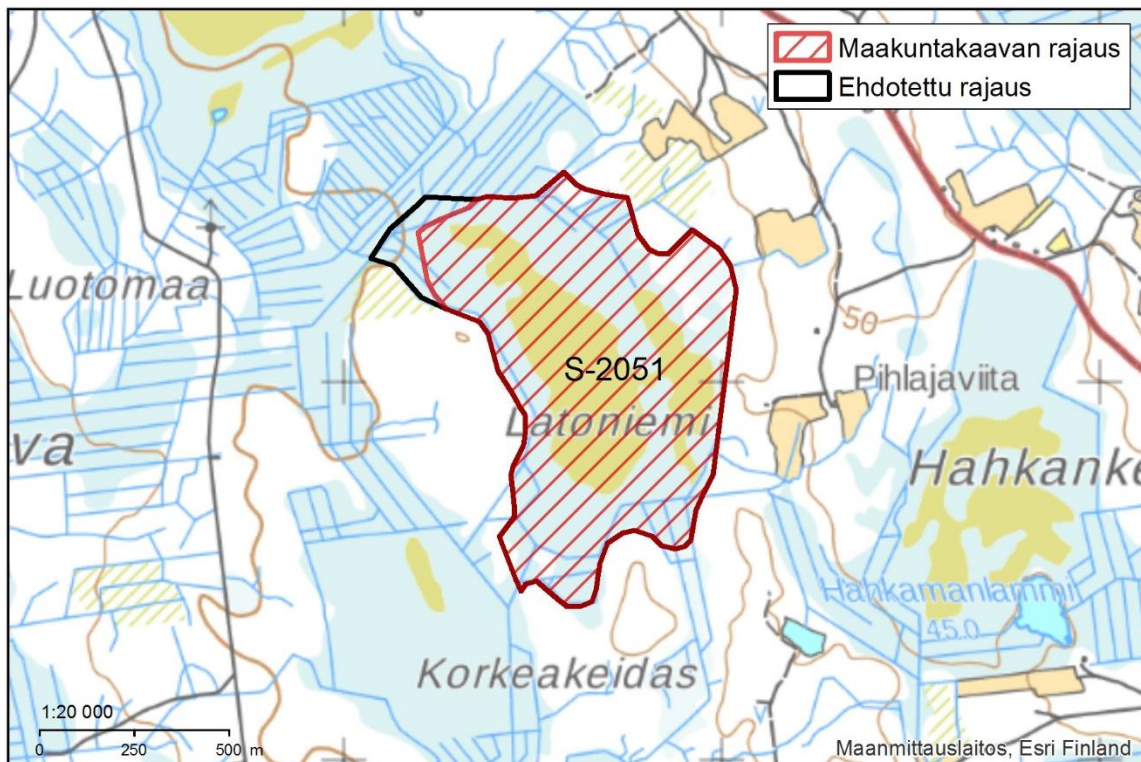 Maakuntakaavan rajaus
Ehdotettu rajaus
Luotomaa
50
S-2051
Pihlajaviita
Latoniemi
va
Hahkanke
Hahkamanlammi
45.0
Korkeakeidas
1:20 000
0 250 500 m
Maanmittauslaitos, Esri Finland